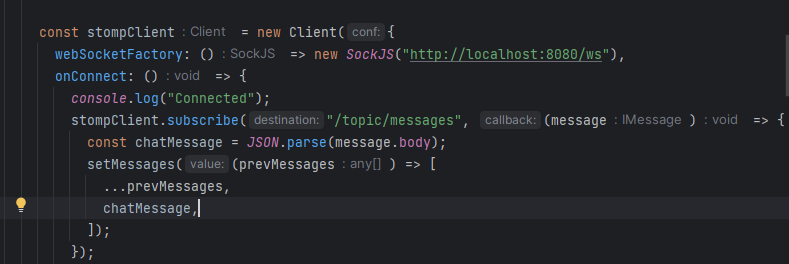 const stompClient : Client = new Client( conf: {
webSocketFactory: () : SockJS => new SockJS("http://localhost:8080/ws"),
onConnect: () : void => {
console.log("Connected");
stompClient.subscribe( destination: "/topic/messages", callback: (message : IMessage ) : void => {
const chatMessage = JSON.parse(message.body);
setMessages( value: (prevMessages : any[] ) => [
...prevMessages,
chatMessage,
]);
});